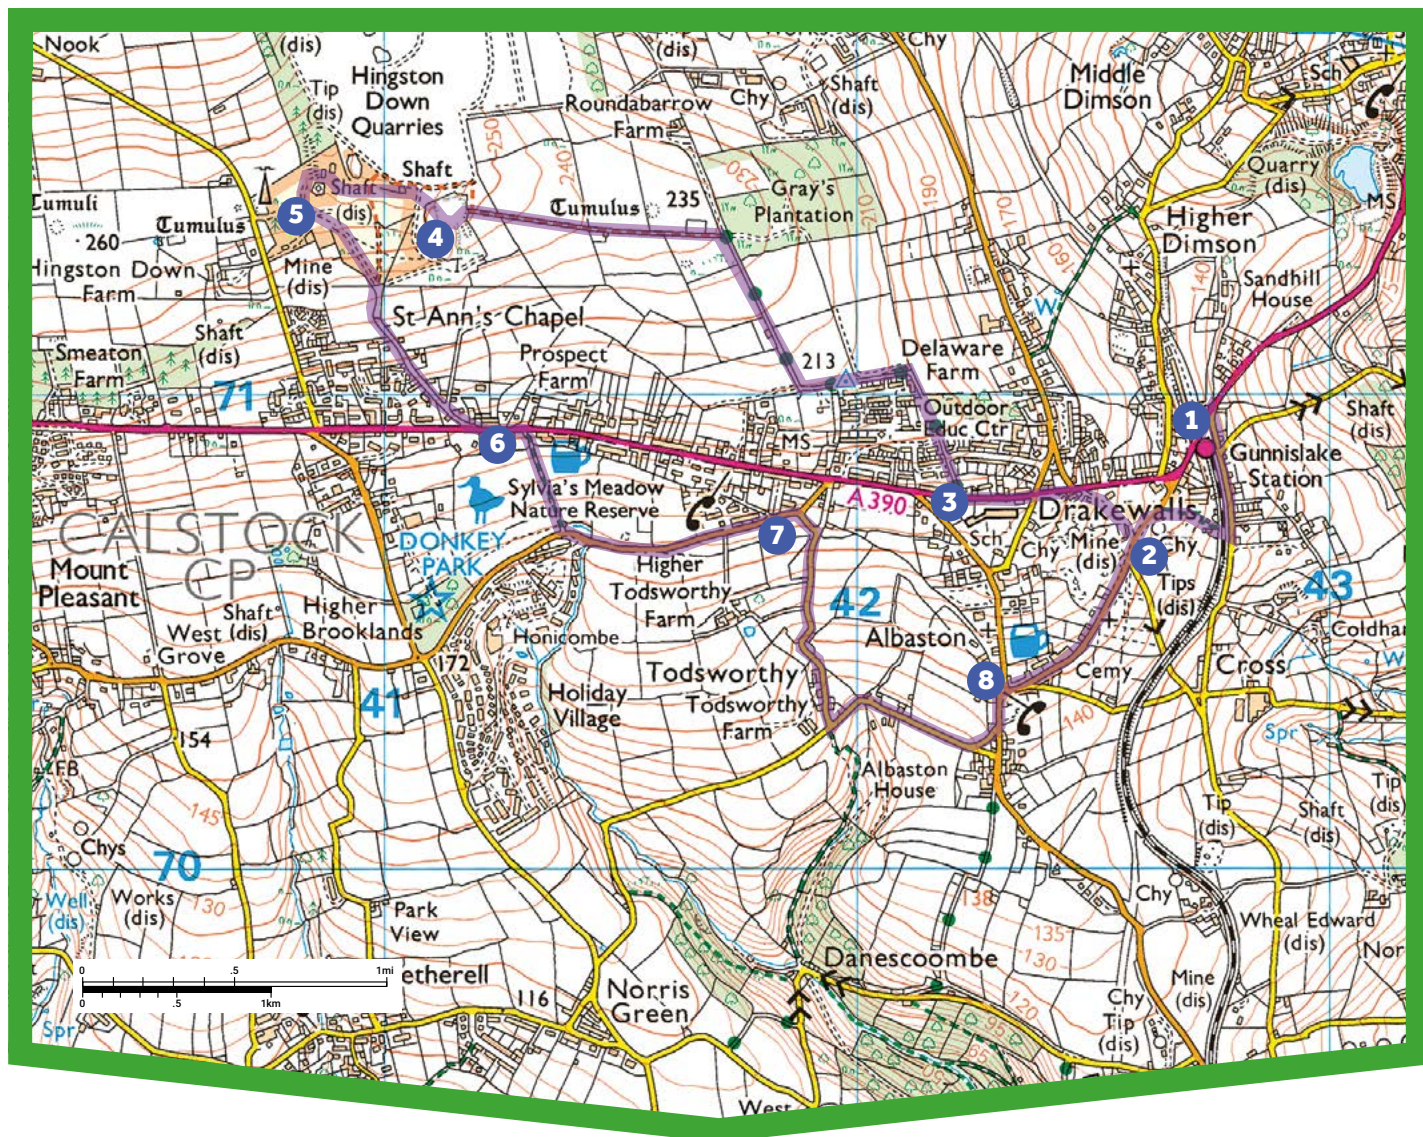 Nook
(dis)
Tip
(dis)
Hingston
Down
Quarries
(dis)
Roundabarrow
Farm
Chy
Shaft
(dis)
Chy
Middle
Dimson
Sch
Quarry
(dis)
MS
250
240
230
210
190
170
160
140
75
Shaft
Shaft
(dis)
Tumulus
235
Gray's
Plantation
Higher
Dimson
Sandhill
House
Tumuli
260
Tumulus
5
4
Hingston Down
Farm
Mine
(dis)
St Ann's Chapel
W
Shaft
(dis)
Smeaton
Farm
Prospect
Farm
213
Delaware
Farm
71
Outdoor
Educ Ctr
1
Shaft
(dis)
6
MS
Gunnislake
Station
Sylvia's Meadow
Nature Reserve
A 390
3
Drakewalls
CALSTOCK
CP
DONKEY
PARK
7
Sch
Chy
Mine
(dis)
2
Chy
Mount
Pleasant
Higher
Todsworthy
Farm
42
Tips
(dis)
43
Shaft
(dis)
Higher
Brooklands
West
Grove
Honicombe
Albaston
Coldha
W
172
Todsworthy
8
Cemy
Cross
41
Holiday
Village
Todsworthy
Farm
140
Spr
154
FB
Albaston
House
Tip
(dis)
Shaft
(dis)
Tip
(dis)
145
Chys
70
Well
(dis)
Works
(dis)
130
Park
View
138
Chy
Wheal Edward
(dis)
135
130
Nor
Danescoombe
0 .5 1mi
0 .5 1km
etherell
116
Norris
Green
Mine
(dis)
Chy
Tip
(dis)
120
95
65
Spr
West